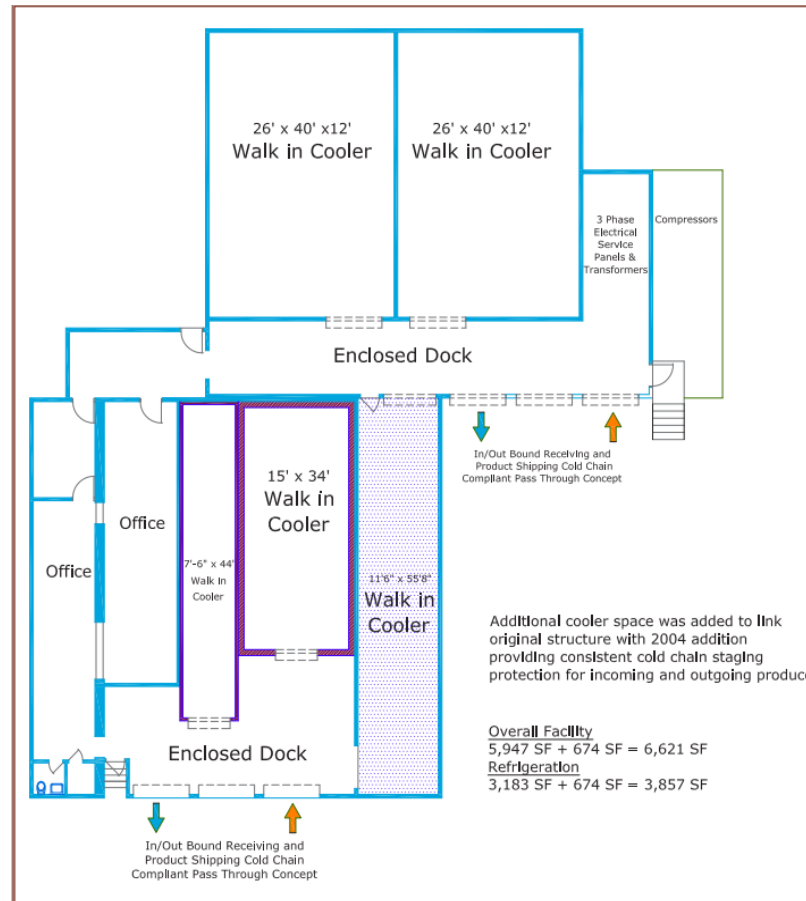 26' x 40' x12'
Walk in Cooler
26' x 40' x12'
Walk in Cooler
3 Phase
Electrical
Service
Panels &
Transformers
Compressors
Enclosed Dock
In/Out Bound Receiving and
Product Shipping Cold Chain
Compliant Pass Through Concept
15' x 34'
Walk in
Cooler
Office
Office
7'-6" x 44'
Walk In
Cooler
11'6" x 55'8"
Walk in
Cooler
Additional cooler space was added to link
original structure with 2004 addition
providing consistent cold chain staging
protection for incoming and outgoing produce
Overall Facility
5,947 SF + 674 SF = 6,621 SF
Refrigeration
3,183 SF + 674 SF = 3,857 SF
Enclosed Dock
In/Out Bound Receiving and
Product Shipping Cold Chain
Compliant Pass Through Concept